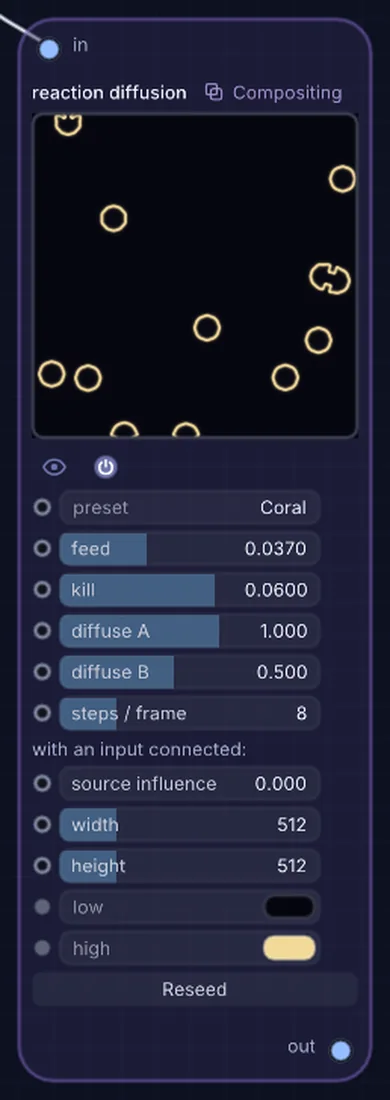 in
reaction diffusion Compositing
preset Coral
feed 0.0370
kill 0.0600
diffuse A 1.000
diffuse B 0.500
steps / frame 8
with an input connected:
source influence 0.000
width 512
height 512
low
high
Reseed
out